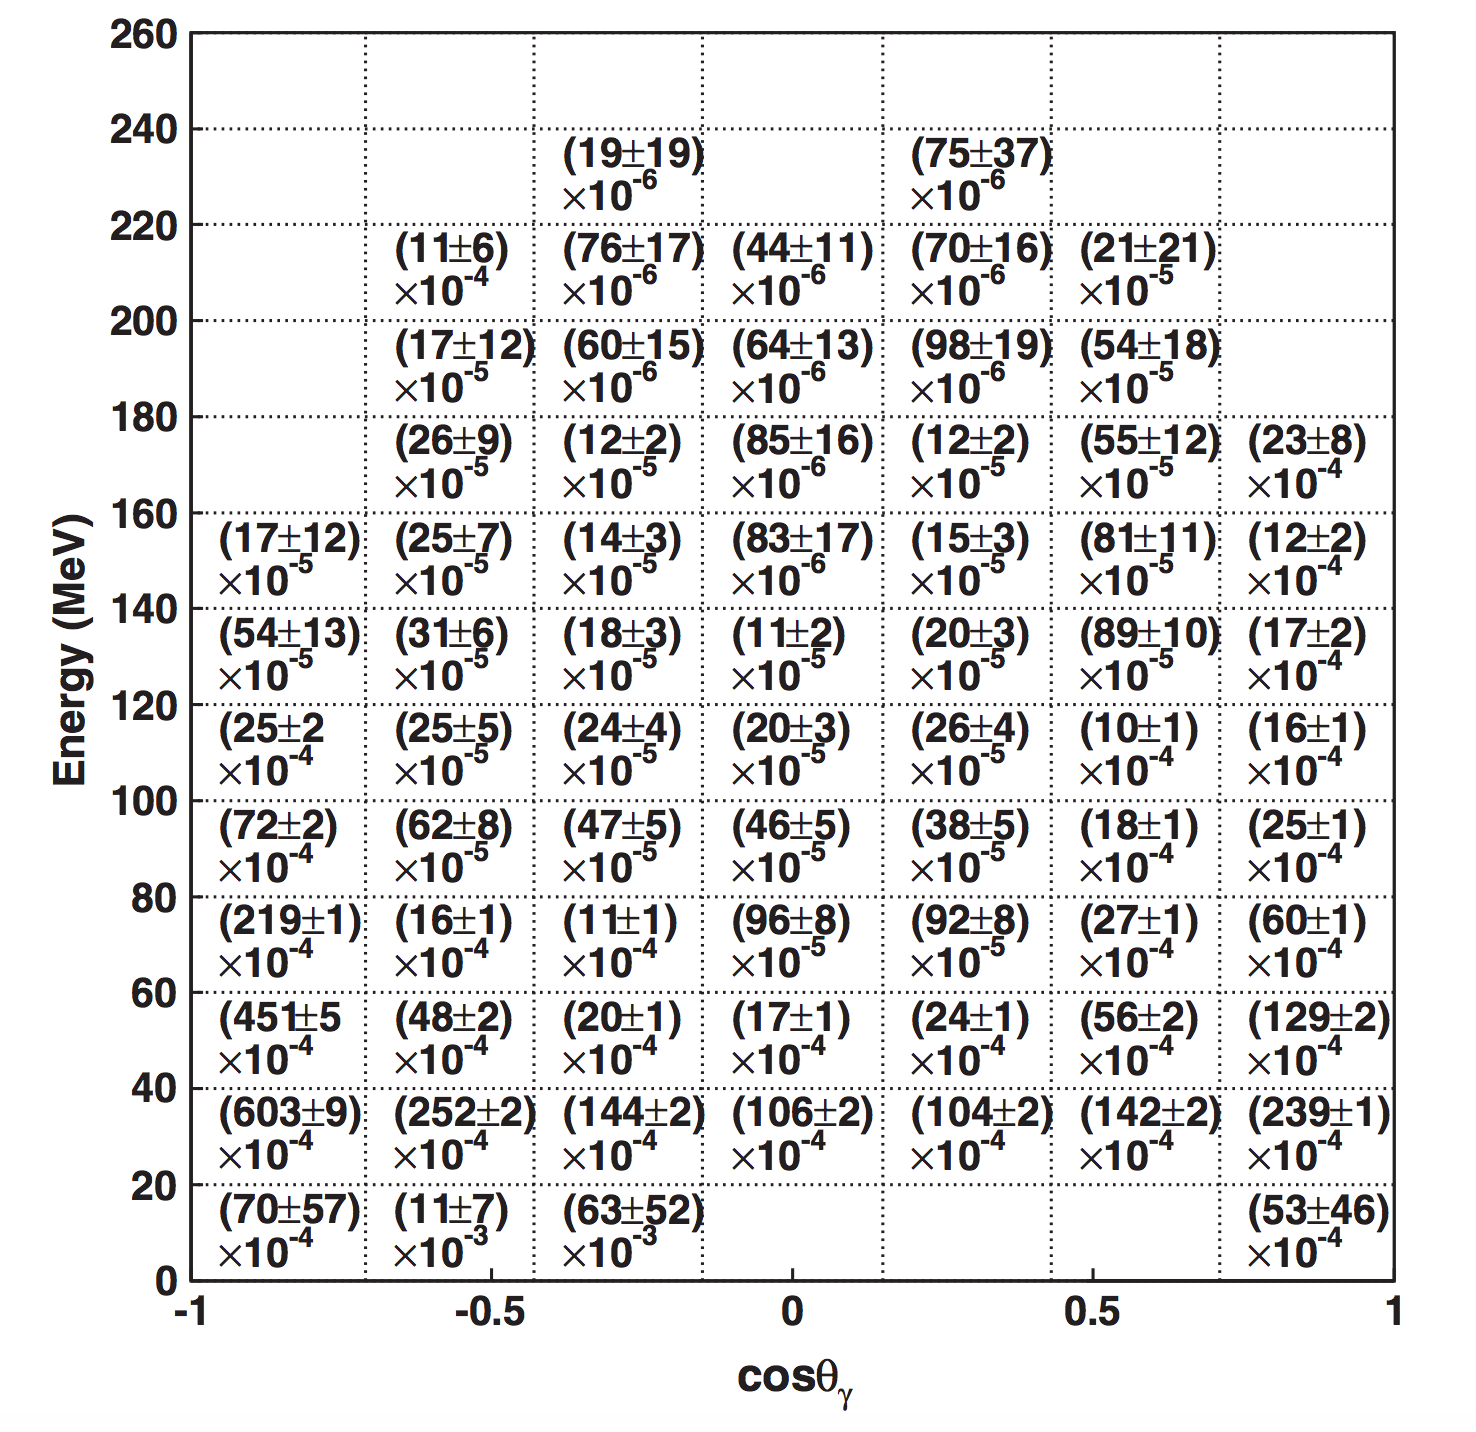 260
240
(19±19) (75±37)
×10-6 ×10-6
220
(11±6) (76±17) (44±11) (70±16) (21±21)
×10-4 ×10-6 ×10-6 ×10-6 ×10-5
200
(17±12) (60±15) (64±13) (98±19) (54±18)
×10-5 ×10-6 ×10-6 ×10-6 ×10-5
180
(26±9) (12±2) (85±16) (12±2) (55±12) (23±8)
×10-5 ×10-5 ×10-6 ×10-5 ×10-5 ×10-4
160
(17±12) (25±7) (14±3) (83±17) (15±3) (81±11) (12±2)
×10-5 ×10-5 ×10-5 ×10-6 ×10-5 ×10-5 ×10-4
140
(54±13) (31±6) (18±3) (11±2) (20±3) (89±10) (17±2)
×10-5 ×10-5 ×10-5 ×10-5 ×10-5 ×10-5 ×10-4
120
(25±2 (25±5) (24±4) (20±3) (26±4) (10±1) (16±1)
×10-4 ×10-5 ×10-5 ×10-5 ×10-5 ×10-4 ×10-4
100
(72±2) (62±8) (47±5) (46±5) (38±5) (18±1) (25±1)
×10-4 ×10-5 ×10-5 ×10-5 ×10-5 ×10-4 ×10-4
80
(219±1) (16±1) (11±1) (96±8) (92±8) (27±1) (60±1)
×10-4 ×10-4 ×10-4 ×10-5 ×10-5 ×10-4 ×10-4
60
(451±5 (48±2) (20±1) (17±1) (24±1) (56±2) (129±2)
×10-4 ×10-4 ×10-4 ×10-4 ×10-4 ×10-4 ×10-4
40
(603±9) (252±2) (144±2) (106±2) (104±2) (142±2) (239±1)
×10-4 ×10-4 ×10-4 ×10-4 ×10-4 ×10-4 ×10-4
20
(70±57) (11±7) (63±52) (53±46)
×10-4 ×10-3 ×10-3 ×10-4
0
Energy (MeV)
-1 -0.5 0 0.5 1
cosθγ